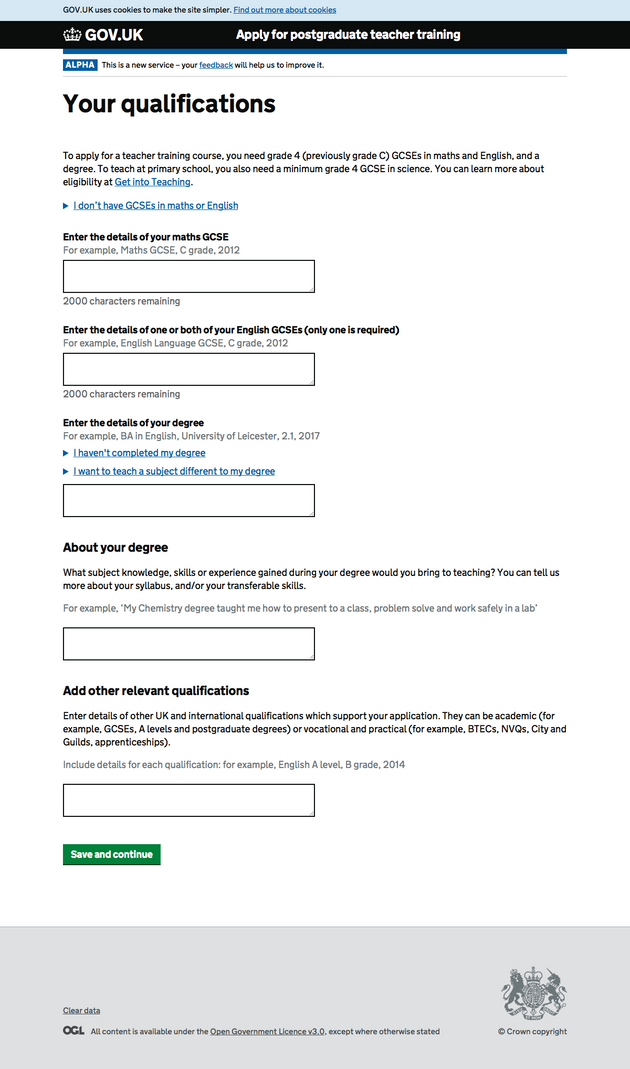 GOV.UK uses cookies to make the site simpler. Find out more about cookies
GOV.UK Apply for postgraduate teacher training
ALPHA This is a new service – your feedback will help us to improve it.
Your qualifications
To apply for a teacher training course, you need grade 4 (previously grade C) GCSEs in maths and English, and a
degree. To teach at primary school, you also need a minimum grade 4 GCSE in science. You can learn more about
eligibility at Get into Teaching.
I don't have GCSEs in maths or English
Enter the details of your maths GCSE
For example, Maths GCSE, C grade, 2012
2000 characters remaining
Enter the details of one or both of your English GCSEs (only one is required)
For example, English Language GCSE, C grade, 2012
2000 characters remaining
Enter the details of your degree
For example, BA in English, University of Leicester, 2.1, 2017
I haven't completed my degree
I want to teach a subject different to my degree
About your degree
What subject knowledge, skills or experience gained during your degree would you bring to teaching? You can tell us
more about your syllabus, and/or your transferable skills.
For example, ‘My Chemistry degree taught me how to present to a class, problem solve and work safely in a lab’
Add other relevant qualifications
Enter details of other UK and international qualifications which support your application. They can be academic (for
example, GCSEs, A levels and postgraduate degrees) or vocational and practical (for example, BTECs, NVQs, City and
Guilds, apprenticeships).
Include details for each qualification: for example, English A level, B grade, 2014
Save and continue
Clear data
OGL All content is available under the Open Government Licence v3.0, except where otherwise stated
© Crown copyright